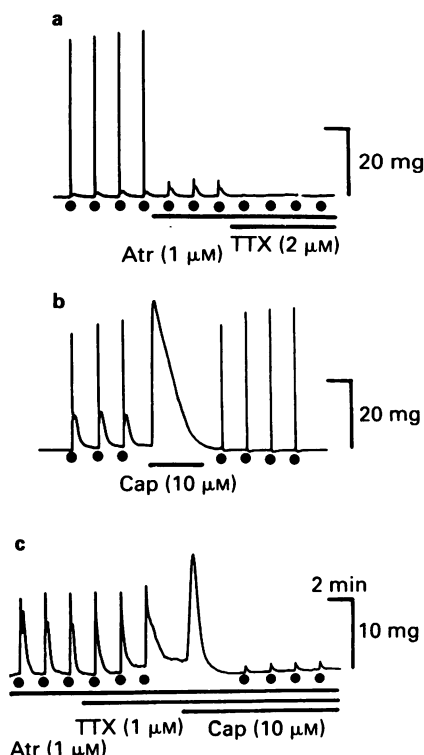 a
20 mg
Atr (1 μM)
TTX (2 μM)
b
20 mg
Cap (10 μM)
c
2 min
10 mg
TTX (1 μM)
Cap (10 μM)
Atr (1 μM)